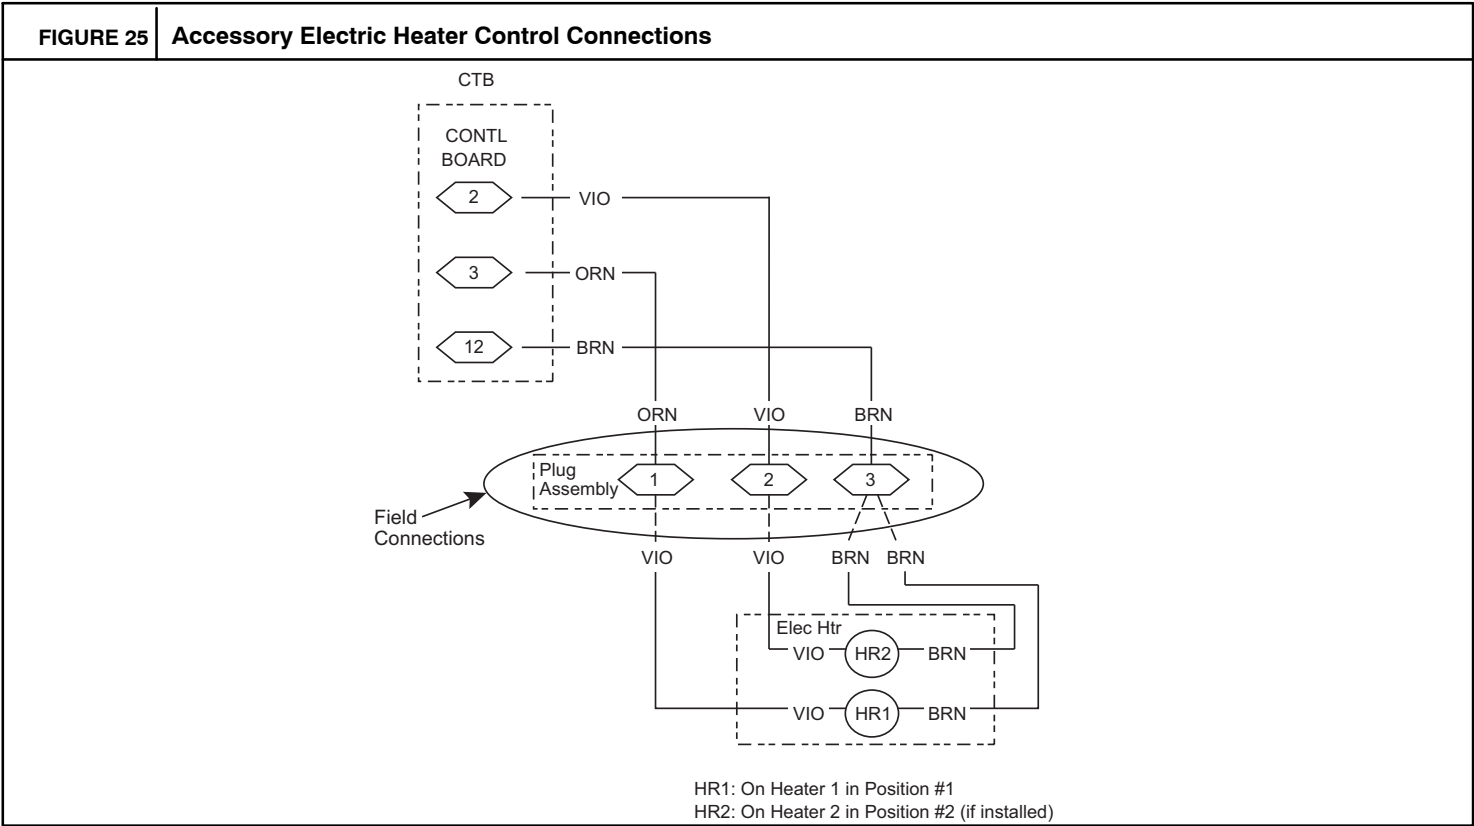 FIGURE 25 Accessory Electric Heater Control Connections
CTB
CONTL
BOARD
2 VIO
3 ORN
12 BRN
ORN VIO BRN
Plug
Assembly
1 2 3
Field
Connections
VIO VIO BRN BRN
Elec Htr
VIO HR2 BRN
VIO HR1 BRN
HR1: On Heater 1 in Position #1
HR2: On Heater 2 in Position #2 (if installed)